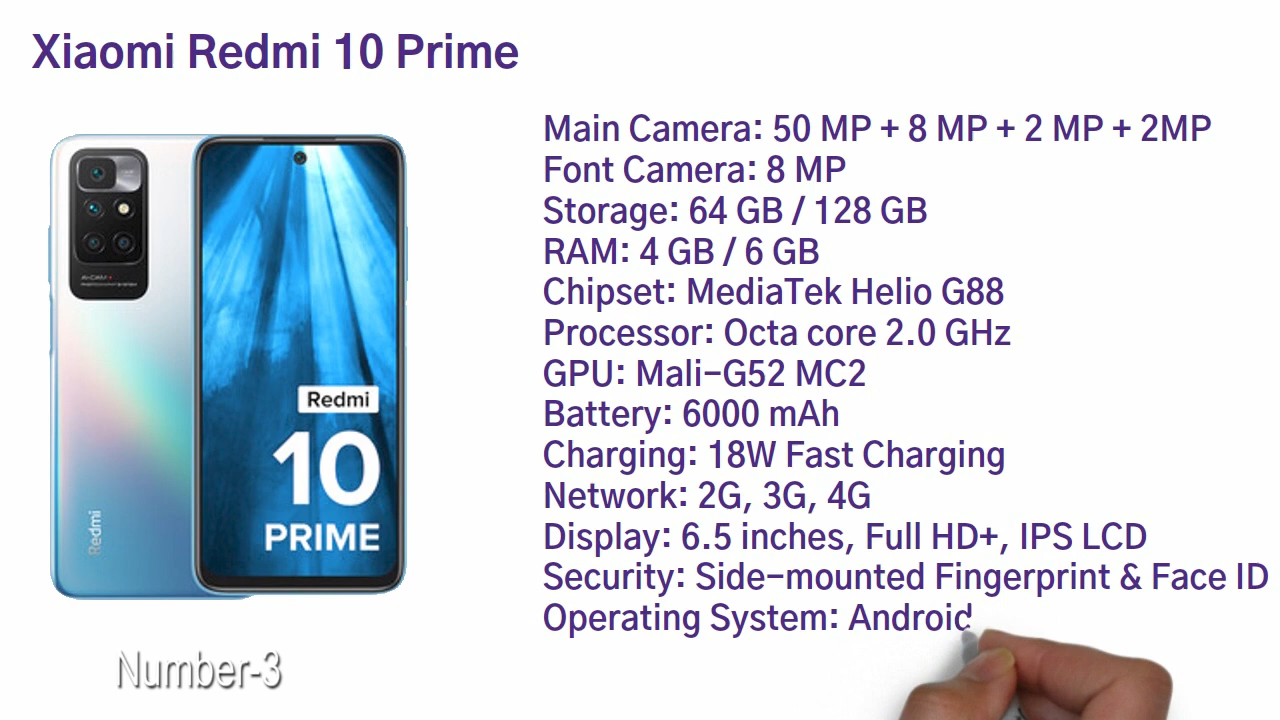 Xiaomi Redmi 10 Prime
Main Camera: 50 MP + 8 MP + 2 MP + 2MP
Font Camera: 8 MP
Storage: 64 GB / 128 GB
RAM: 4 GB / 6 GB
Chipset: MediaTek Helio G88
Processor: Octa core 2.0 GHz
GPU: Mali-G52 MC2
Battery: 6000 mAh
Charging: 18W Fast Charging
Network: 2G, 3G, 4G
Display: 6.5 inches, Full HD+, IPS LCD
Security: Side-mounted Fingerprint & Face ID
Operating System: Android
Redmi
10
PRIME
Redmi
Number-3